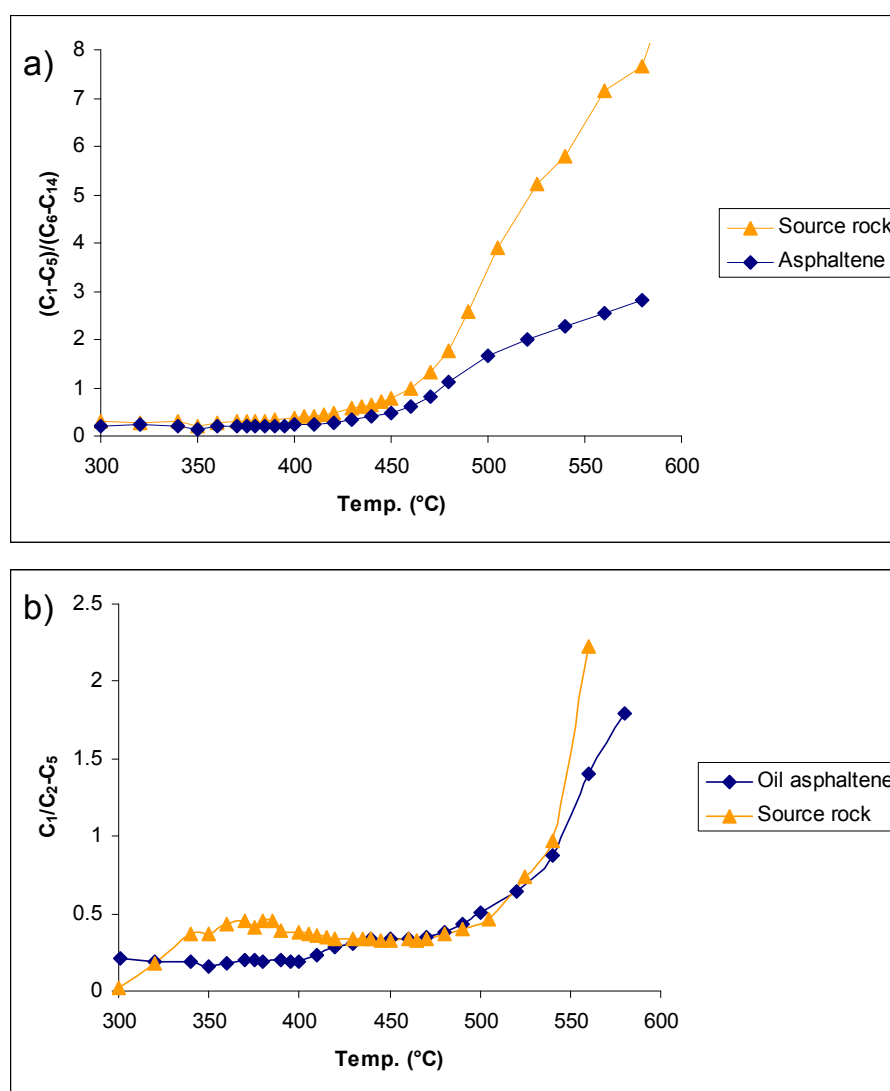 a)
8
7
6
5
4
3
2
1
0
(C₁-C₅)/(C₆-C₁₄)
300 350 400 450 500 550 600
Temp. (°C)
Source rock
Asphaltene
b)
2.5
2
1.5
1
0.5
0
C₁/C₂-C₅
300 350 400 450 500 550 600
Temp. (°C)
Oil asphaltene
Source rock